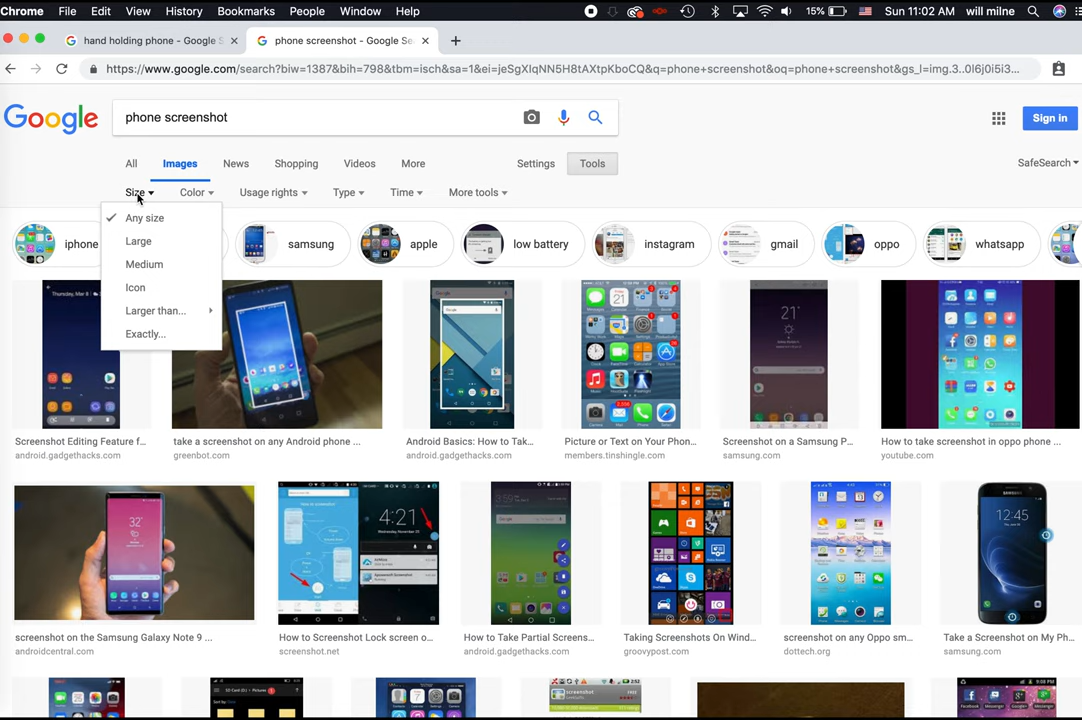 Chrome File Edit View History Bookmarks People Window Help 15% Sun 11:02 AM will milne
hand holding phone - Google S
phone screenshot - Google Se
https://www.google.com/search?biw=1387&bih=798&tbm=isch&sa=1&ei=jeSgXIqNN5H8tAXtpKboCQ&q=phone+screenshot&oq=phone+screenshot&gs_l=img.3..0l6j0i5i3...
Google
phone screenshot
Sign in
All Images News Shopping Videos More Settings Tools SafeSearch
Size Color Usage rights Type Time More tools
Any size
Large
Medium
Icon
Larger than...
Exactly...
iphone samsung apple low battery instagram gmail oppo whatsapp
Screenshot Editing Feature f...
android.gadgethacks.com
take a screenshot on any Android phone ...
greenbot.com
Android Basics: How to Tak...
android.gadgethacks.com
Picture or Text on Your Phon...
members.tinshingle.com
Screenshot on a Samsung P...
samsung.com
How to take screenshot in oppo phone ...
youtube.com
21°
32°
4:21
12:45
screenshot on the Samsung Galaxy Note 9 ...
androidcentral.com
How to Screenshot Lock screen o...
screenshot.net
How to Take Partial Screens...
android.gadgethacks.com
Taking Screenshots On Wind...
groovypost.com
screenshot on any Oppo sm...
dottech.org
Take a Screenshot on My Ph...
samsung.com